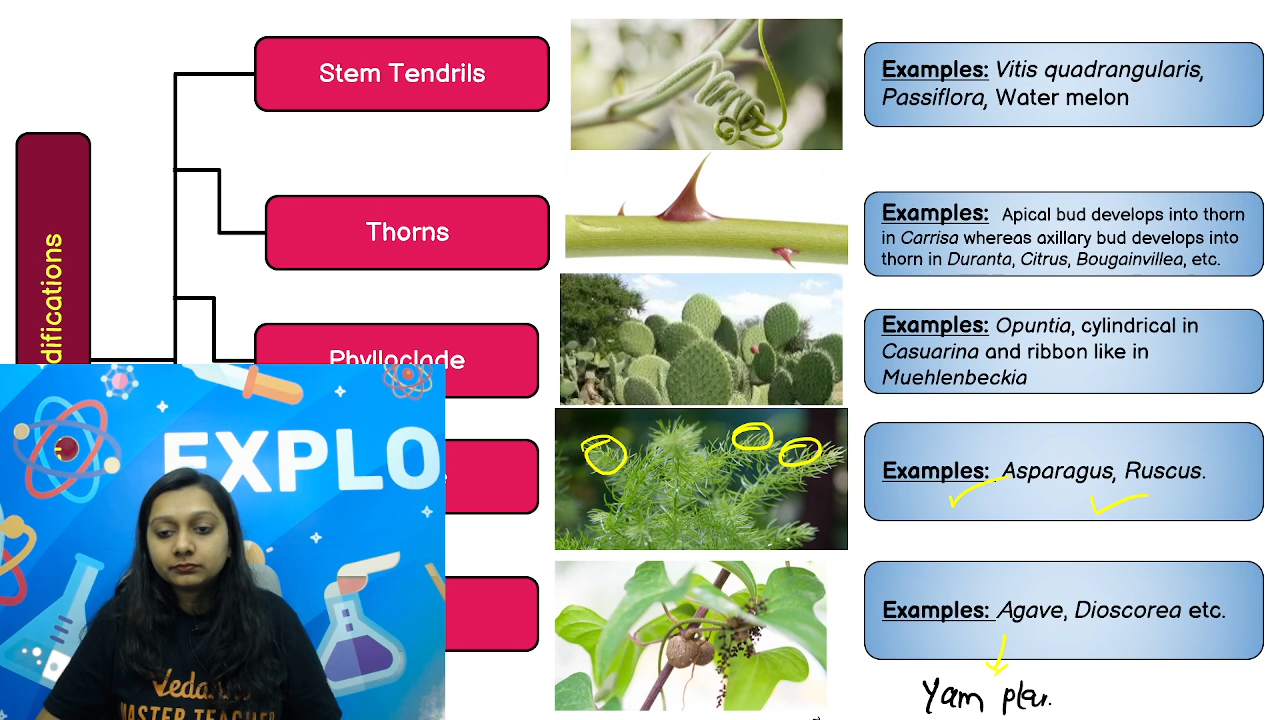 Stem Tendrils
Examples: Vitis quadrangularis,
Passiflora, Water melon
Thorns
Examples: Apical bud develops into thorn
in Carrisa whereas axillary bud develops into
thorn in Duranta, Citrus, Bougainvillea, etc.
difications
Phylloclade
Examples: Opuntia, cylindrical in
Casuarina and ribbon like in
Muehlenbeckia
EXPLO
Examples: Asparagus, Ruscus.
Examples: Agave, Dioscorea etc.
Yam
Veda
MASTER TEACHER